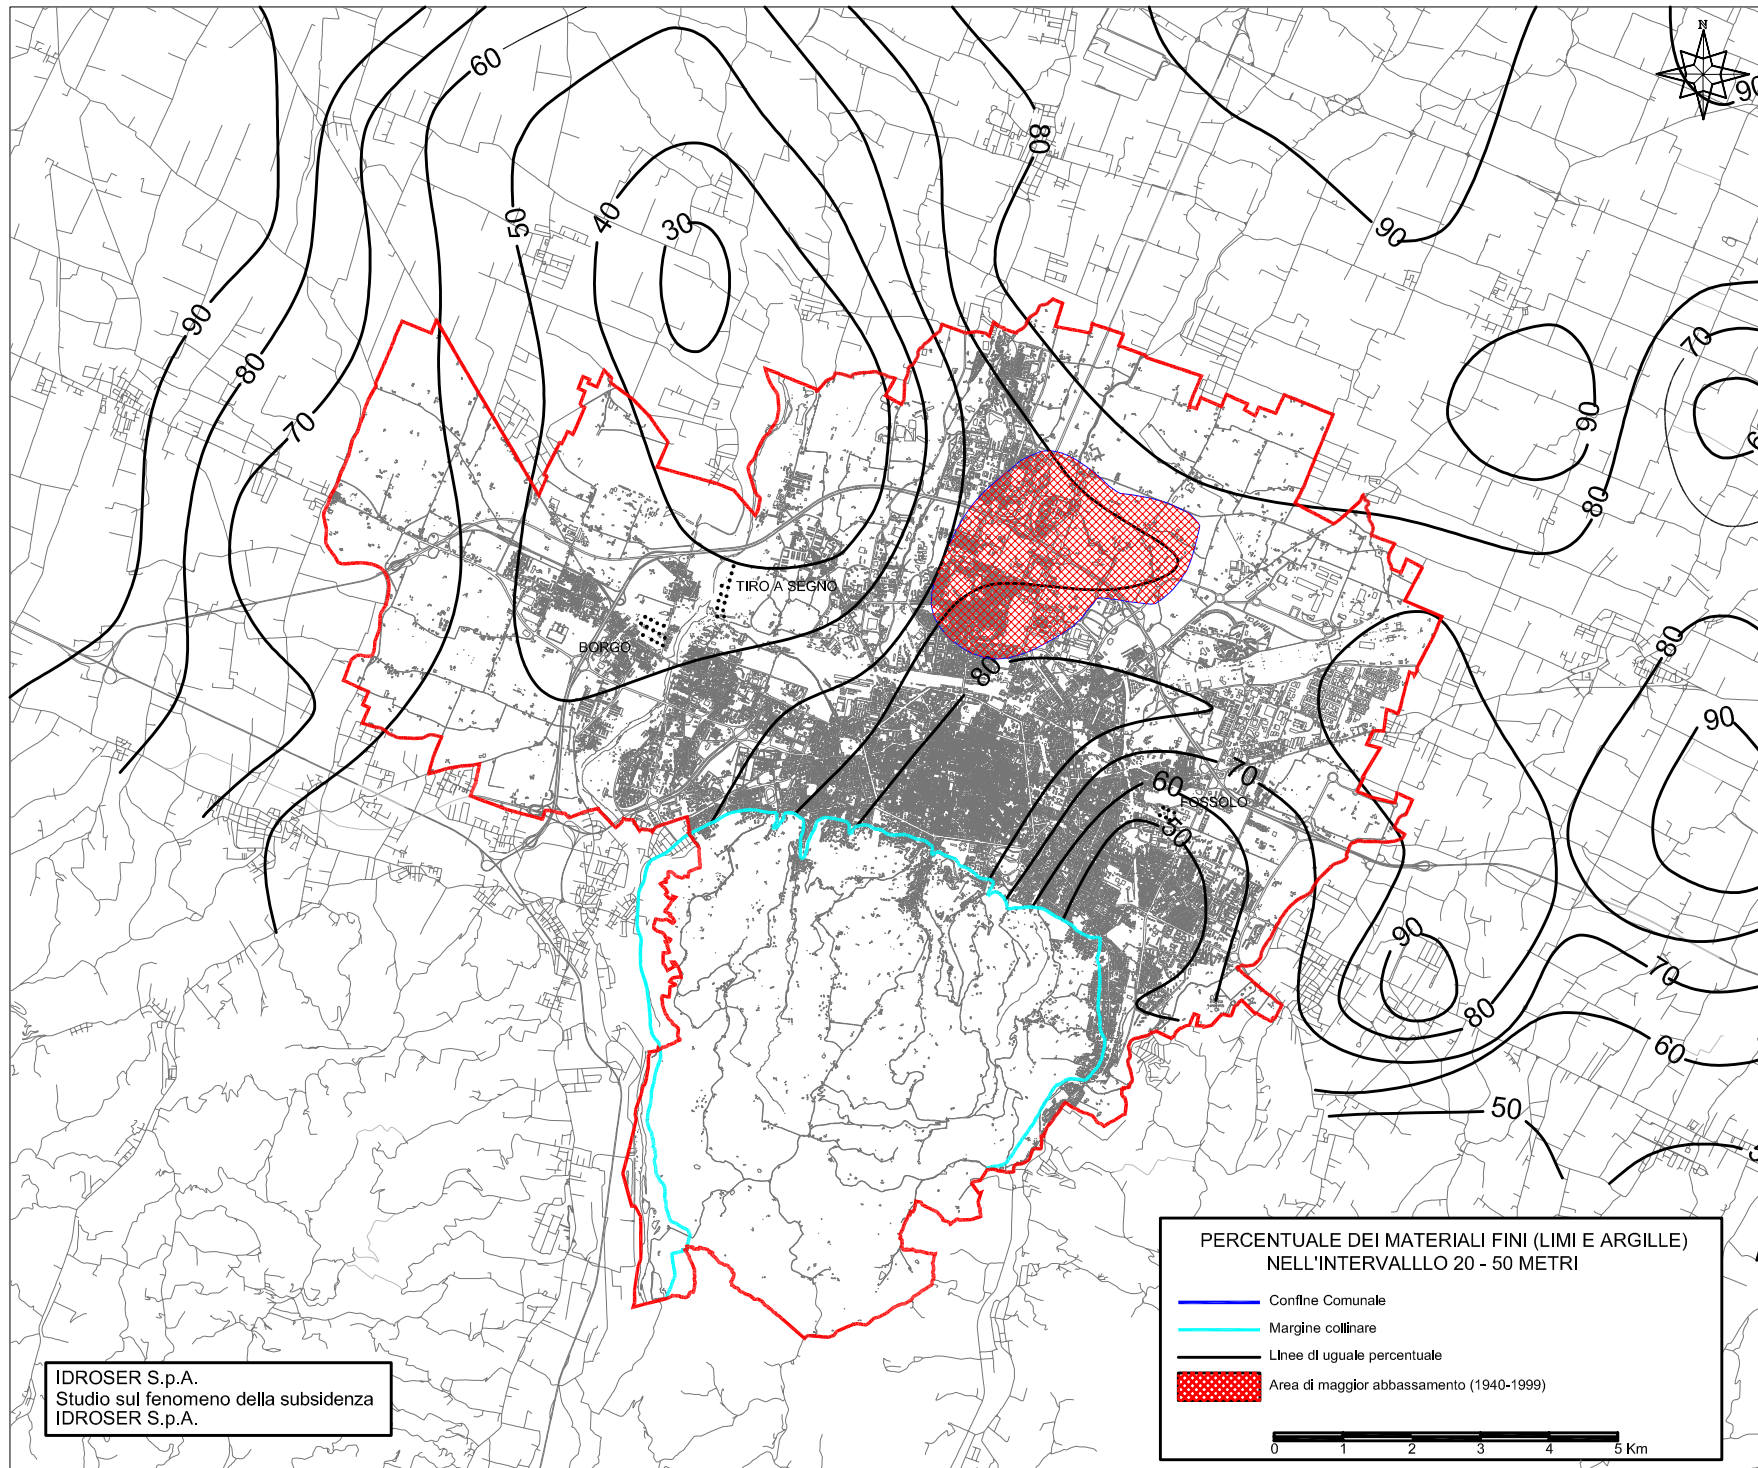 N
60
80
90
90
50
40
30
90
80
70
70
90
80
TIRO A SEGNO
BORGO
80
80
90
70
60
FOSSOLO
50
90
70
80
60
50
PERCENTUALE DEI MATERIALI FINI (LIMI E ARGILLE)
NELL'INTERVALLLO 20 - 50 METRI
Confine Comunale
Margine collinare
Linee di uguale percentuale
Area di maggior abbassamento (1940-1999)
0 1 2 3 4 5 Km
IDROSER S.p.A.
Studio sul fenomeno della subsidenza
IDROSER S.p.A.